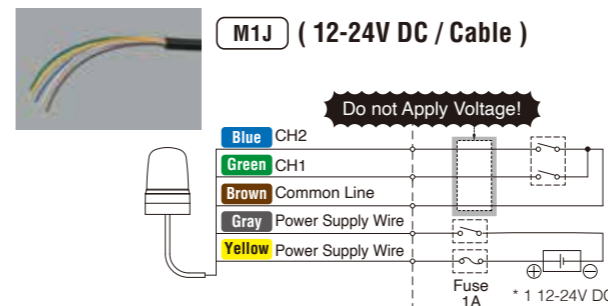 M1J ( 12-24V DC / Cable )
Do not Apply Voltage!
Blue CH2
Green CH1
Brown Common Line
Gray Power Supply Wire
Yellow Power Supply Wire
Fuse
1A
* 1 12-24V DC